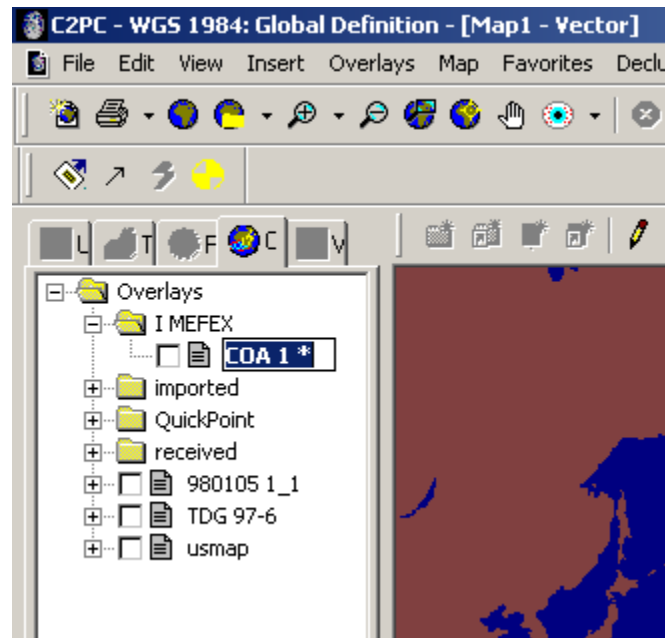 C2PC - WGS 1984: Global Definition - [Map1 - Vector]
File Edit View Insert Overlays Map Favorites Declu
L T F C V
Overlays
I MEFEX
COA 1 *
imported
QuickPoint
received
980105 1_1
TDG 97-6
usmap